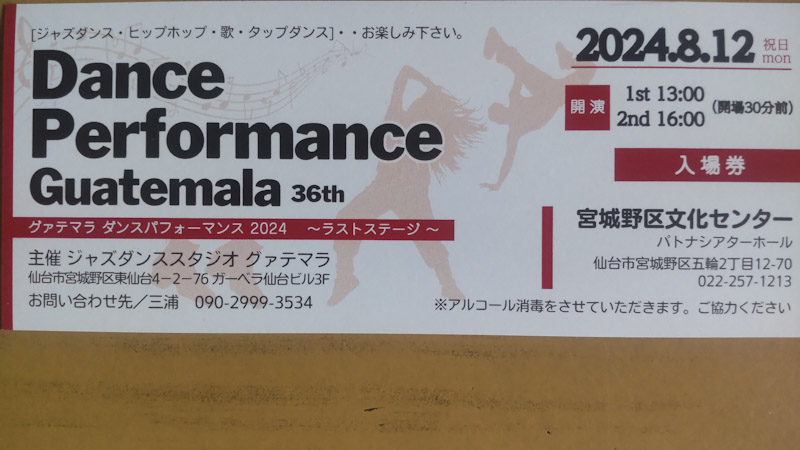 [ジャズダンス・ヒップホップ・歌・タップダンス]・・お楽しみ下さい。
Dance
Performance
Guatemala 36th
グァテマラ ダンスパフォーマンス 2024 ～ラストステージ～
主催 ジャズダンススタジオ グァテマラ
仙台市宮城野区東仙台4－2－76 ガーベラ仙台ビル3F
お問い合わせ先／三浦 090-2999-3534
2024.8.12 祝日 mon
開演 1st 13:00 (開場30分前)
2nd 16:00
入場券
宮城野区文化センター
パトナシアターホール
仙台市宮城野区五輪2丁目12-70
022-257-1213
※アルコール消毒をさせていただきます。ご協力ください